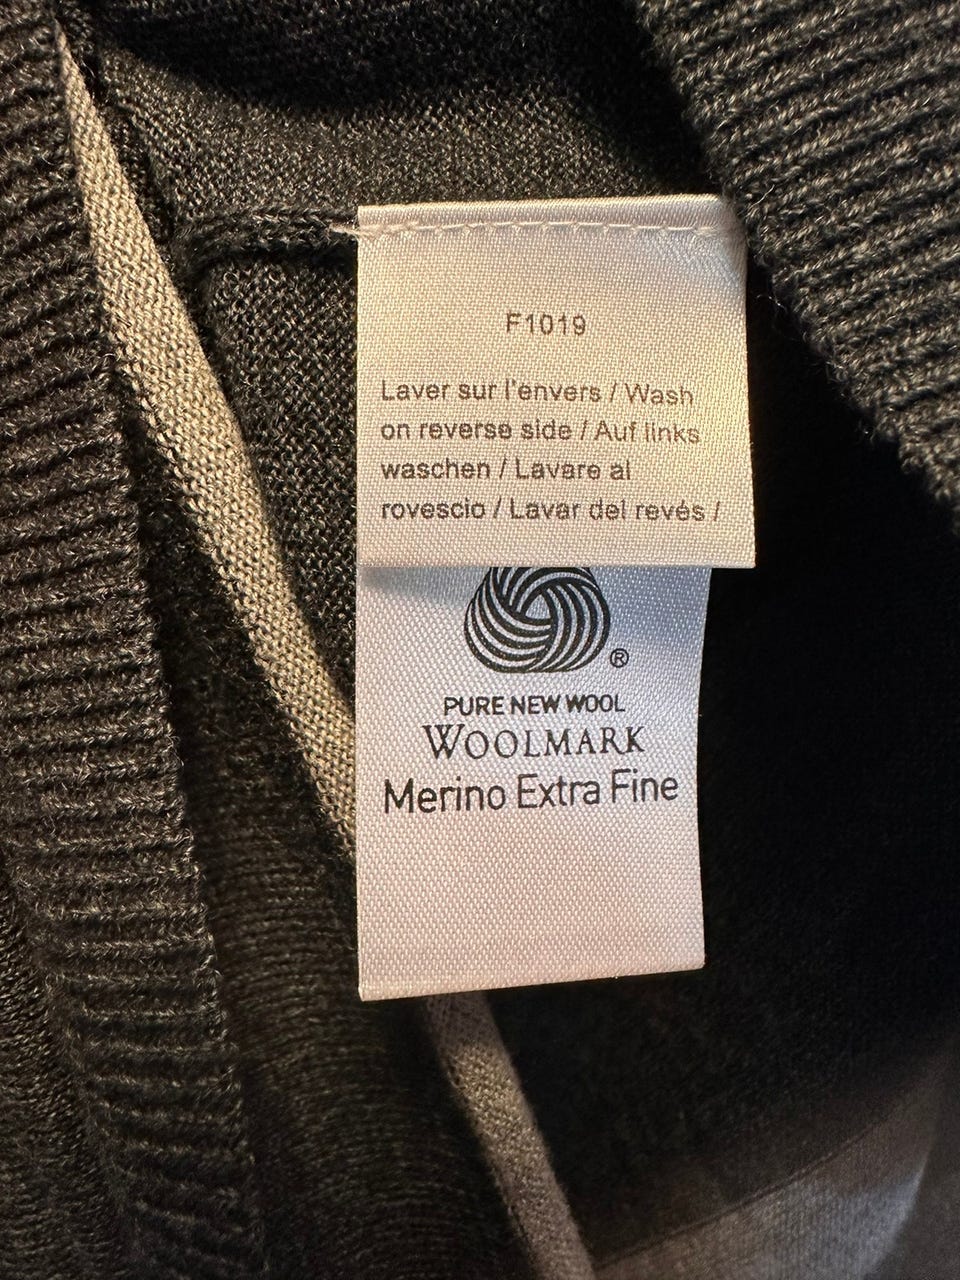 F1019
Laver sur l'envers / Wash
on reverse side / Auf links
waschen / Lavare al
rovescio / Lavar del revés /
®
PURE NEW WOOL
WOOLMARK
Merino Extra Fine